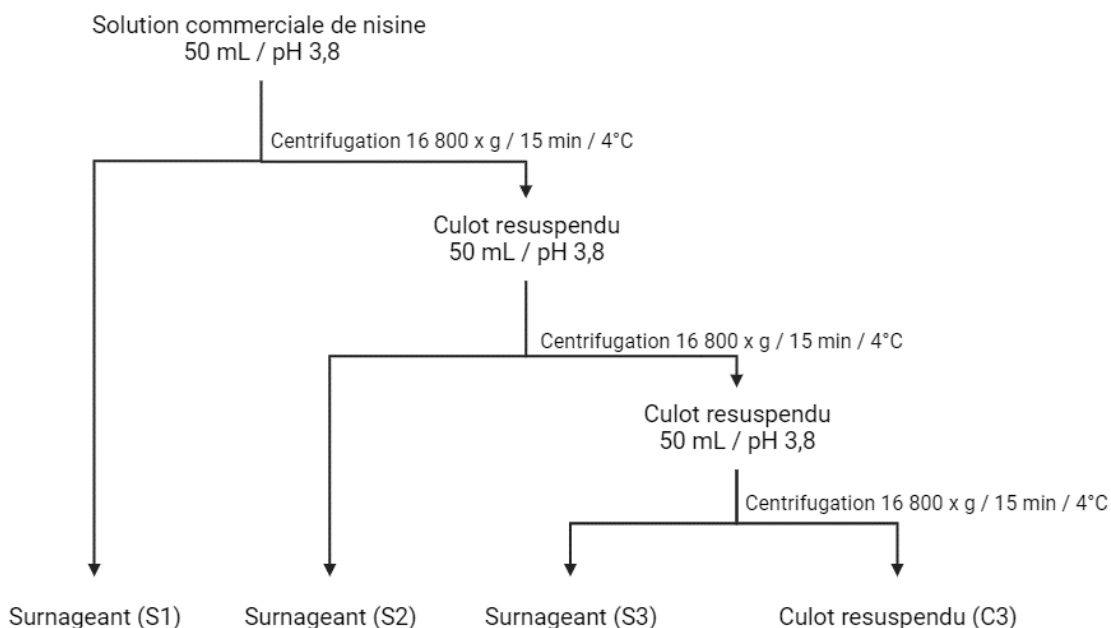 Solution commerciale de nisine
50 mL / pH 3,8
Centrifugation 16 800 x g / 15 min / 4°C
Culot resuspendu
50 mL / pH 3,8
Centrifugation 16 800 x g / 15 min / 4°C
Culot resuspendu
50 mL / pH 3,8
Centrifugation 16 800 x g / 15 min / 4°C
Surnageant (S1)
Surnageant (S2)
Surnageant (S3)
Culot resuspendu (C3)